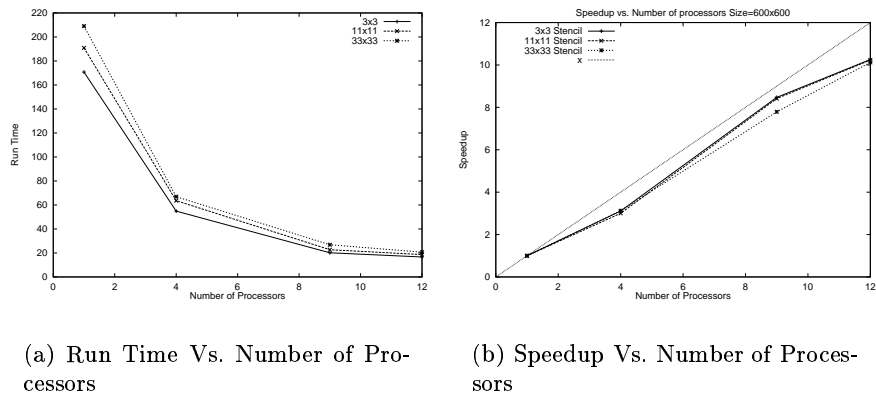 220
200
180
160
140
120
100
80
60
40
20
0
Run Time
0 2 4 6 8 10 12
Number of Processors
3x3
11x11
33x33
Speedup vs. Number of processors Size=600x600
12
10
8
6
4
2
0
Speedup
0 2 4 6 8 10 12
Number of Processors
3x3 Stencil
11x11 Stencil
33x33 Stencil
x
(a) Run Time Vs. Number of Pro-
cessors
(b) Speedup Vs. Number of Proces-
sors